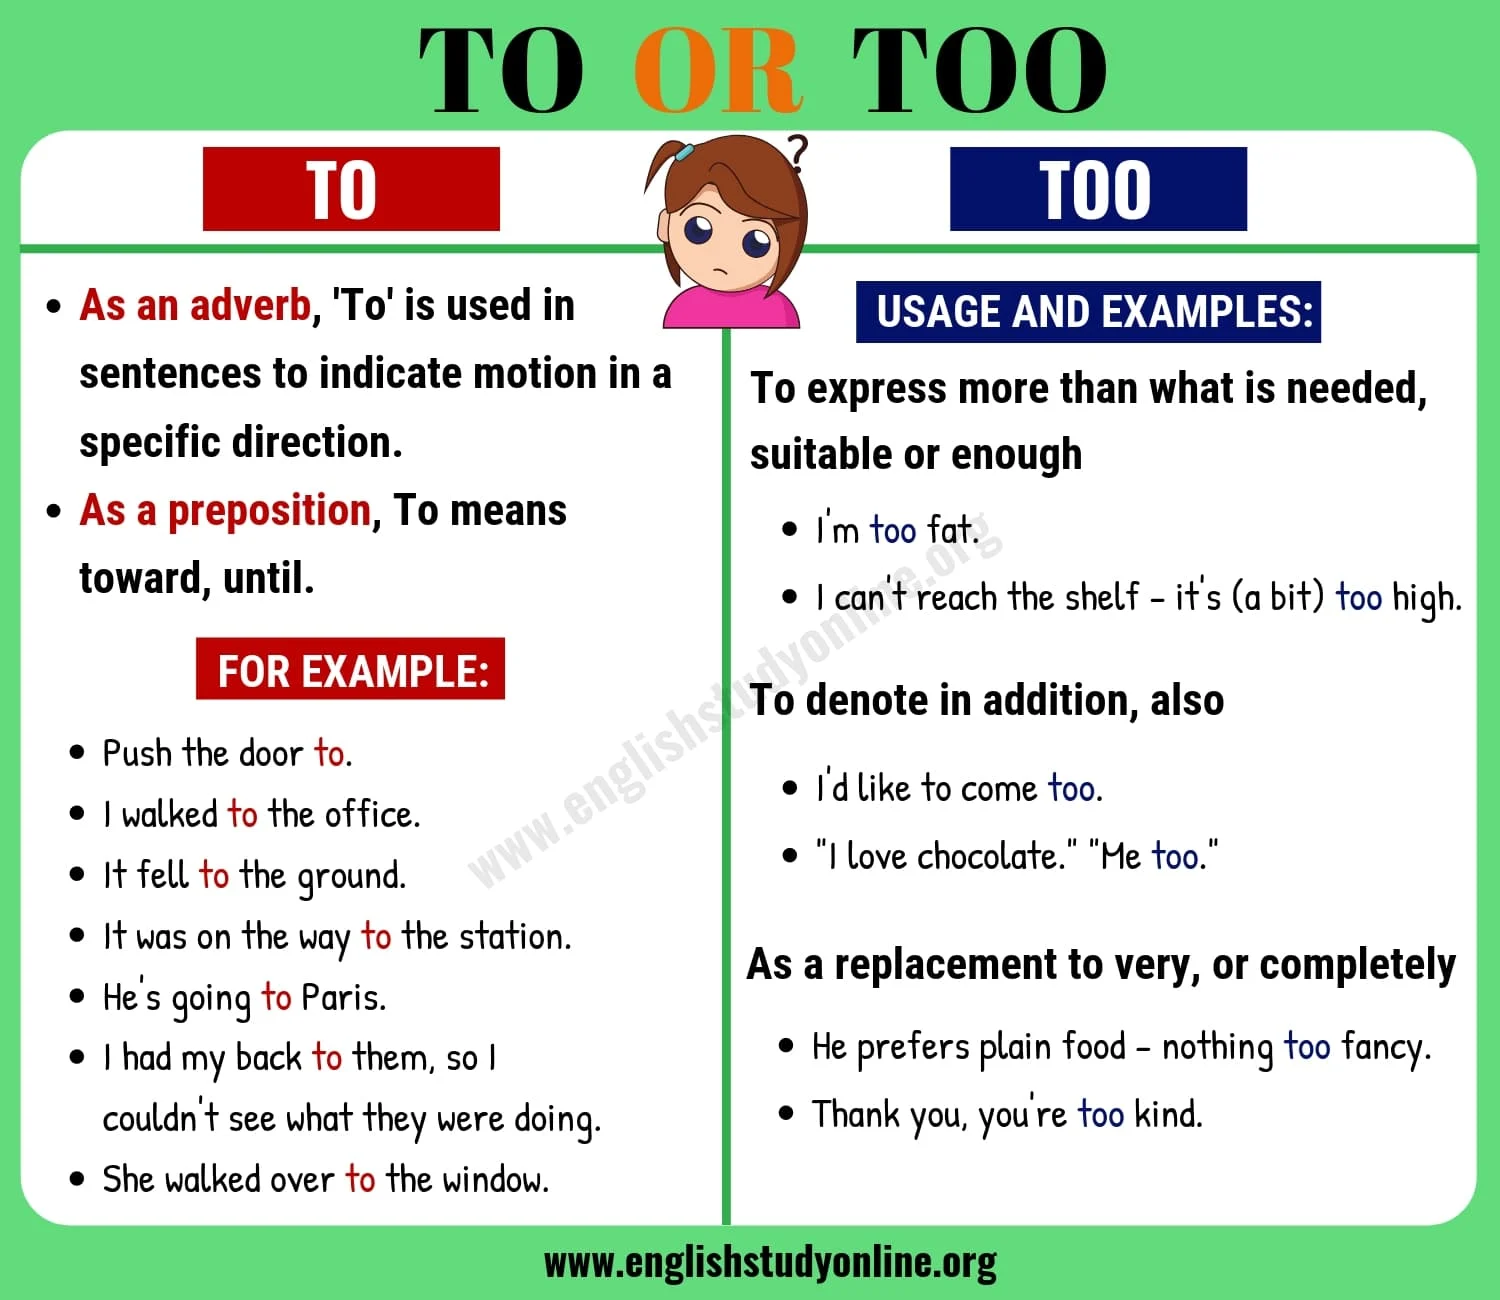 TO OR TOO
TO
• As an adverb, 'To' is used in
sentences to indicate motion in a
specific direction.
• As a preposition, To means
toward, until.
FOR EXAMPLE:
• Push the door to.
• I walked to the office.
• It fell to the ground.
• It was on the way to the station.
• He's going to Paris.
• I had my back to them, so I
couldn't see what they were doing.
• She walked over to the window.
?
TOO
USAGE AND EXAMPLES:
To express more than what is needed,
suitable or enough
• I'm too fat.
• I can't reach the shelf – it's (a bit) too high.
To denote in addition, also
• I'd like to come too.
• "I love chocolate." "Me too."
As a replacement to very, or completely
• He prefers plain food – nothing too fancy.
• Thank you, you're too kind.
www.englishstudyonline.org
www.englishstudyonline.org